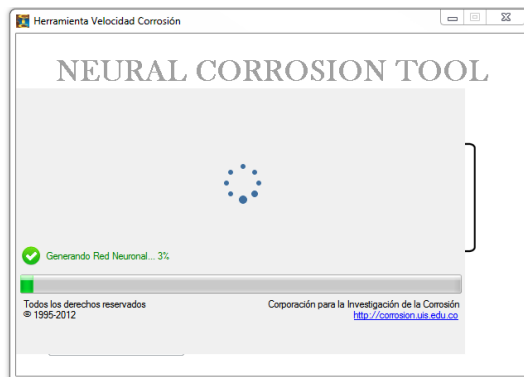 Herramienta Velocidad Corrosión
NEURAL CORROSION TOOL
Generando Red Neuronal... 3%
Todos los derechos reservados
© 1995-2012
Corporación para la Investigación de la Corrosión
http://corrosion.uis.edu.co